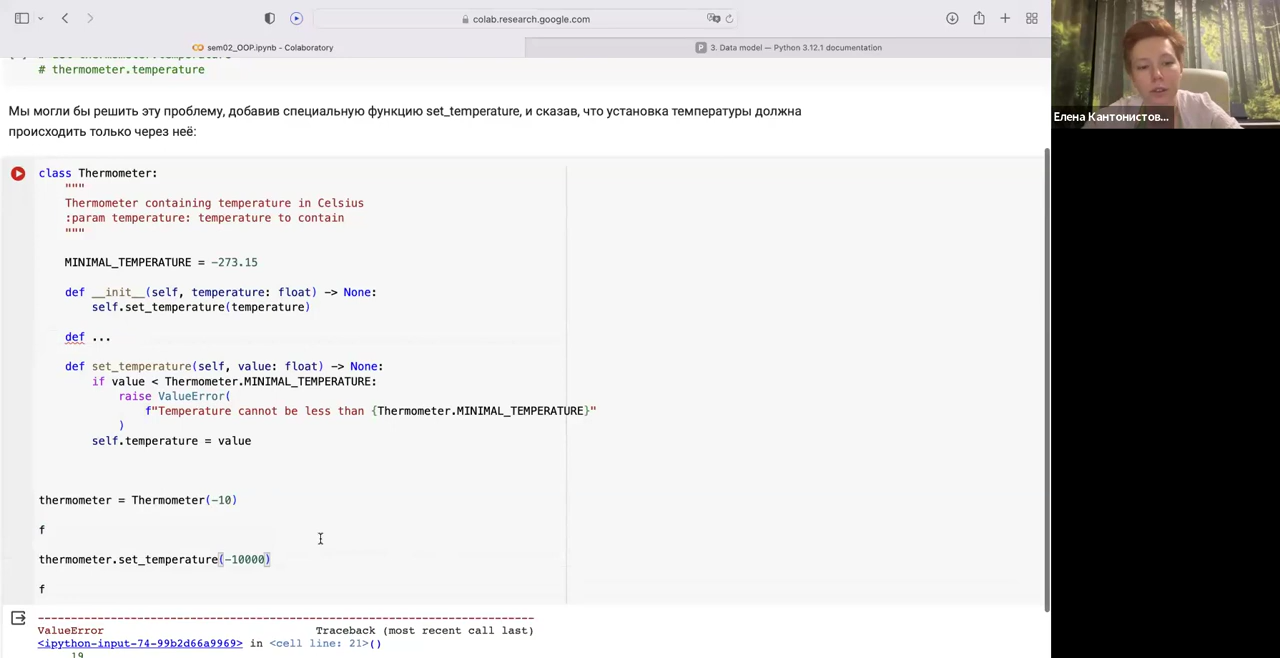 colab.research.google.com
sem02_OOP.ipynb - Colaboratory
3. Data model — Python 3.12.1 documentation
# thermometer.temperature
Мы могли бы решить эту проблему, добавив специальную функцию set_temperature, и сказав, что установка температуры должна
происходить только через неё:
class Thermometer:
"""
Thermometer containing temperature in Celsius
:param temperature: temperature to contain
"""
MINIMAL_TEMPERATURE = -273.15
def __init__(self, temperature: float) -> None:
self.set_temperature(temperature)
def ...
def set_temperature(self, value: float) -> None:
if value < Thermometer.MINIMAL_TEMPERATURE:
raise ValueError(
f"Temperature cannot be less than {Thermometer.MINIMAL_TEMPERATURE}"
)
self.temperature = value
thermometer = Thermometer(-10)
f
thermometer.set_temperature(-10000)
f
--------------------------------------------------------------------------
ValueError Traceback (most recent call last)
<ipython-input-74-99b2d66a9969> in <cell line: 21>()
19
Елена Кантонистов...